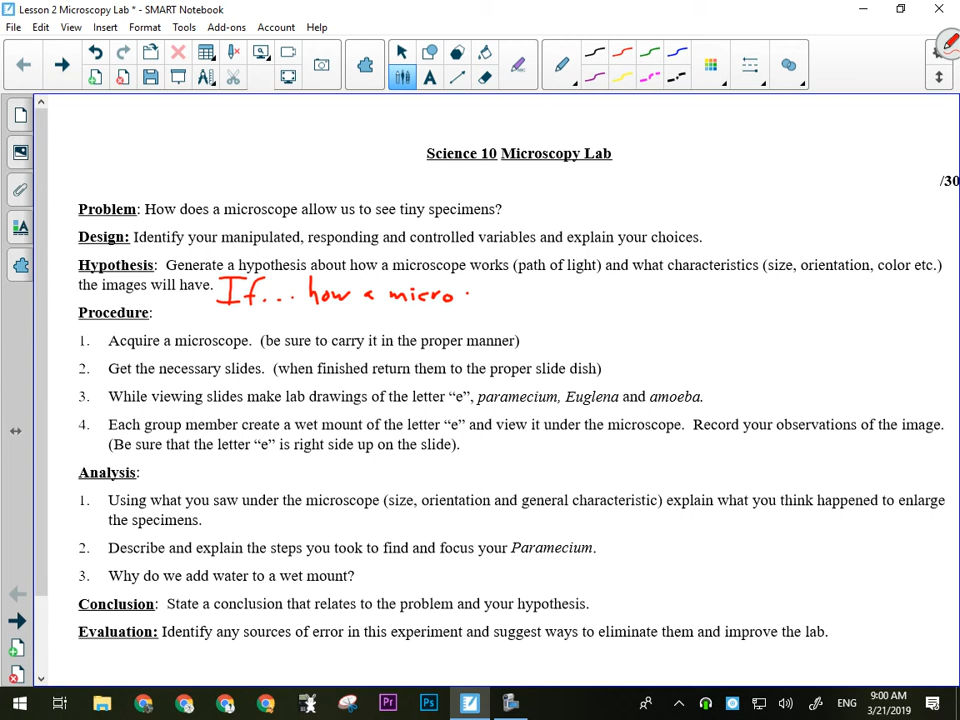 Lesson 2 Microscopy Lab * - SMART Notebook
File Edit View Insert Format Tools Add-ons Account Help
Science 10 Microscopy Lab
/30
Problem: How does a microscope allow us to see tiny specimens?
Design: Identify your manipulated, responding and controlled variables and explain your choices.
Hypothesis: Generate a hypothesis about how a microscope works (path of light) and what characteristics (size, orientation, color etc.)
the images will have. If... how a micro
Procedure:
1. Acquire a microscope. (be sure to carry it in the proper manner)
2. Get the necessary slides. (when finished return them to the proper slide dish)
3. While viewing slides make lab drawings of the letter “e”, paramecium, Euglena and amoeba.
4. Each group member create a wet mount of the letter “e” and view it under the microscope. Record your observations of the image.
(Be sure that the letter “e” is right side up on the slide).
Analysis:
1. Using what you saw under the microscope (size, orientation and general characteristic) explain what you think happened to enlarge
the specimens.
2. Describe and explain the steps you took to find and focus your Paramecium.
3. Why do we add water to a wet mount?
Conclusion: State a conclusion that relates to the problem and your hypothesis.
Evaluation: Identify any sources of error in this experiment and suggest ways to eliminate them and improve the lab.
Pr Ps ENG 9:00 AM
3/21/2019